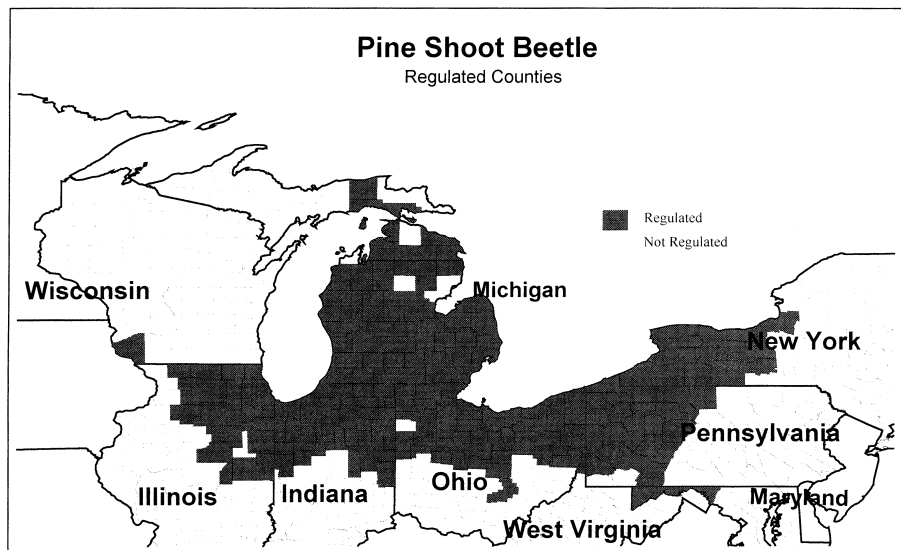 Pine Shoot Beetle
Regulated Counties
Regulated
Not Regulated
Wisconsin
Michigan
New York
Pennsylvania
Illinois
Indiana
Ohio
Maryland
West Virginia